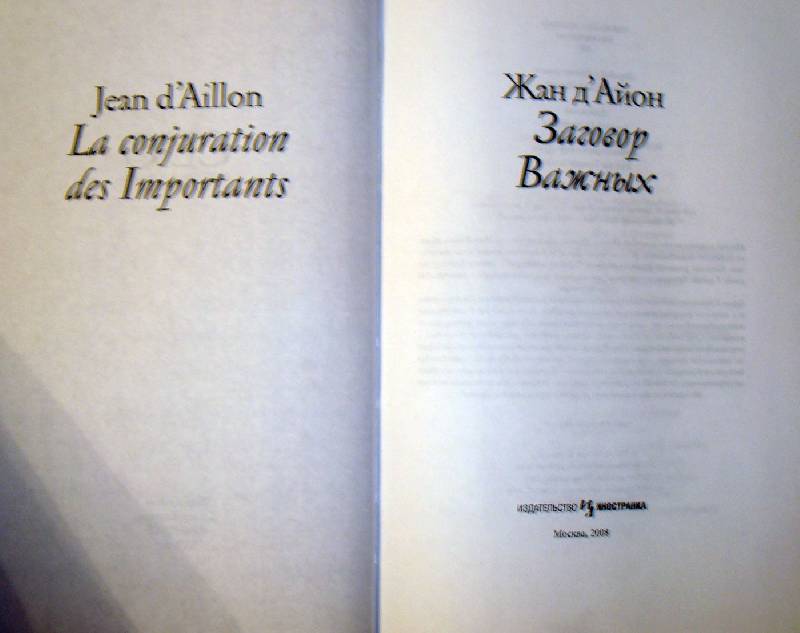 Jean d'Aillon
La conjuration
des Importants
Жан д'Айон
Заговор
Важных
ИЗДАТЕЛЬСТВО ИНОСТРАНКА
Москва, 2008